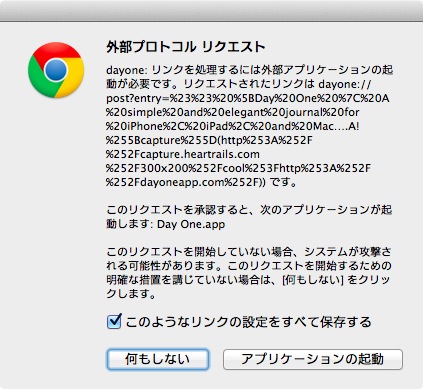 外部プロトコル リクエスト
dayone: リンクを処理するには外部アプリケーションの起
動が必要です。リクエストされたリンクは dayone://
post?entry=%23%23%20%5BDay%20One%20%7C%20A
%20simple%20and%20elegant%20journal%20for
%20iPhone%2C%20iPad%2C%20and%20Mac....A!
%255Bcapture%255D(http%253A%252F
%252Fcapture.heartrails.com
%252F300x200%252Fcool%253Fhttp%253A%252F
%252Fdayoneapp.com%252F)) です。
このリクエストを承認すると、次のアプリケーションが起
動します: Day One.app
このリクエストを開始していない場合、システムが攻撃さ
れる可能性があります。このリクエストを開始するための
明確な措置を講じていない場合は、[何もしない] をクリッ
クします。
このようなリンクの設定をすべて保存する
何もしない
アプリケーションの起動